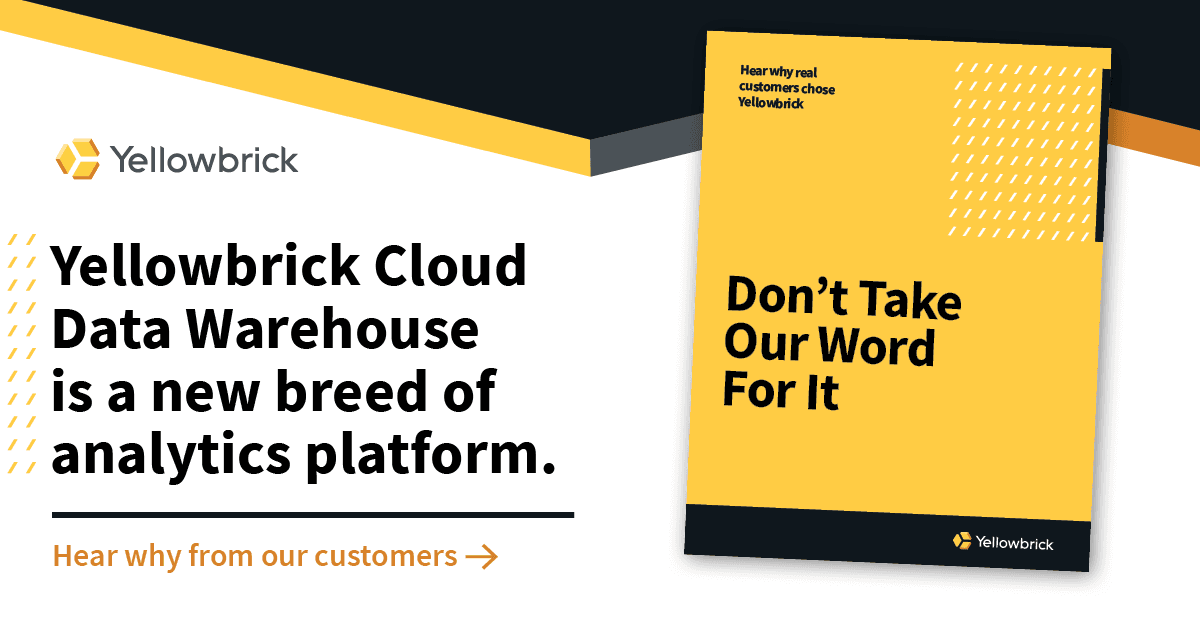 Yellowbrick
Yellowbrick Cloud
Data Warehouse
is a new breed of
analytics platform.
Hear why from our customers
Hear why real
customers chose
Yellowbrick
Don’t Take
Our Word
For It
Yellowbrick